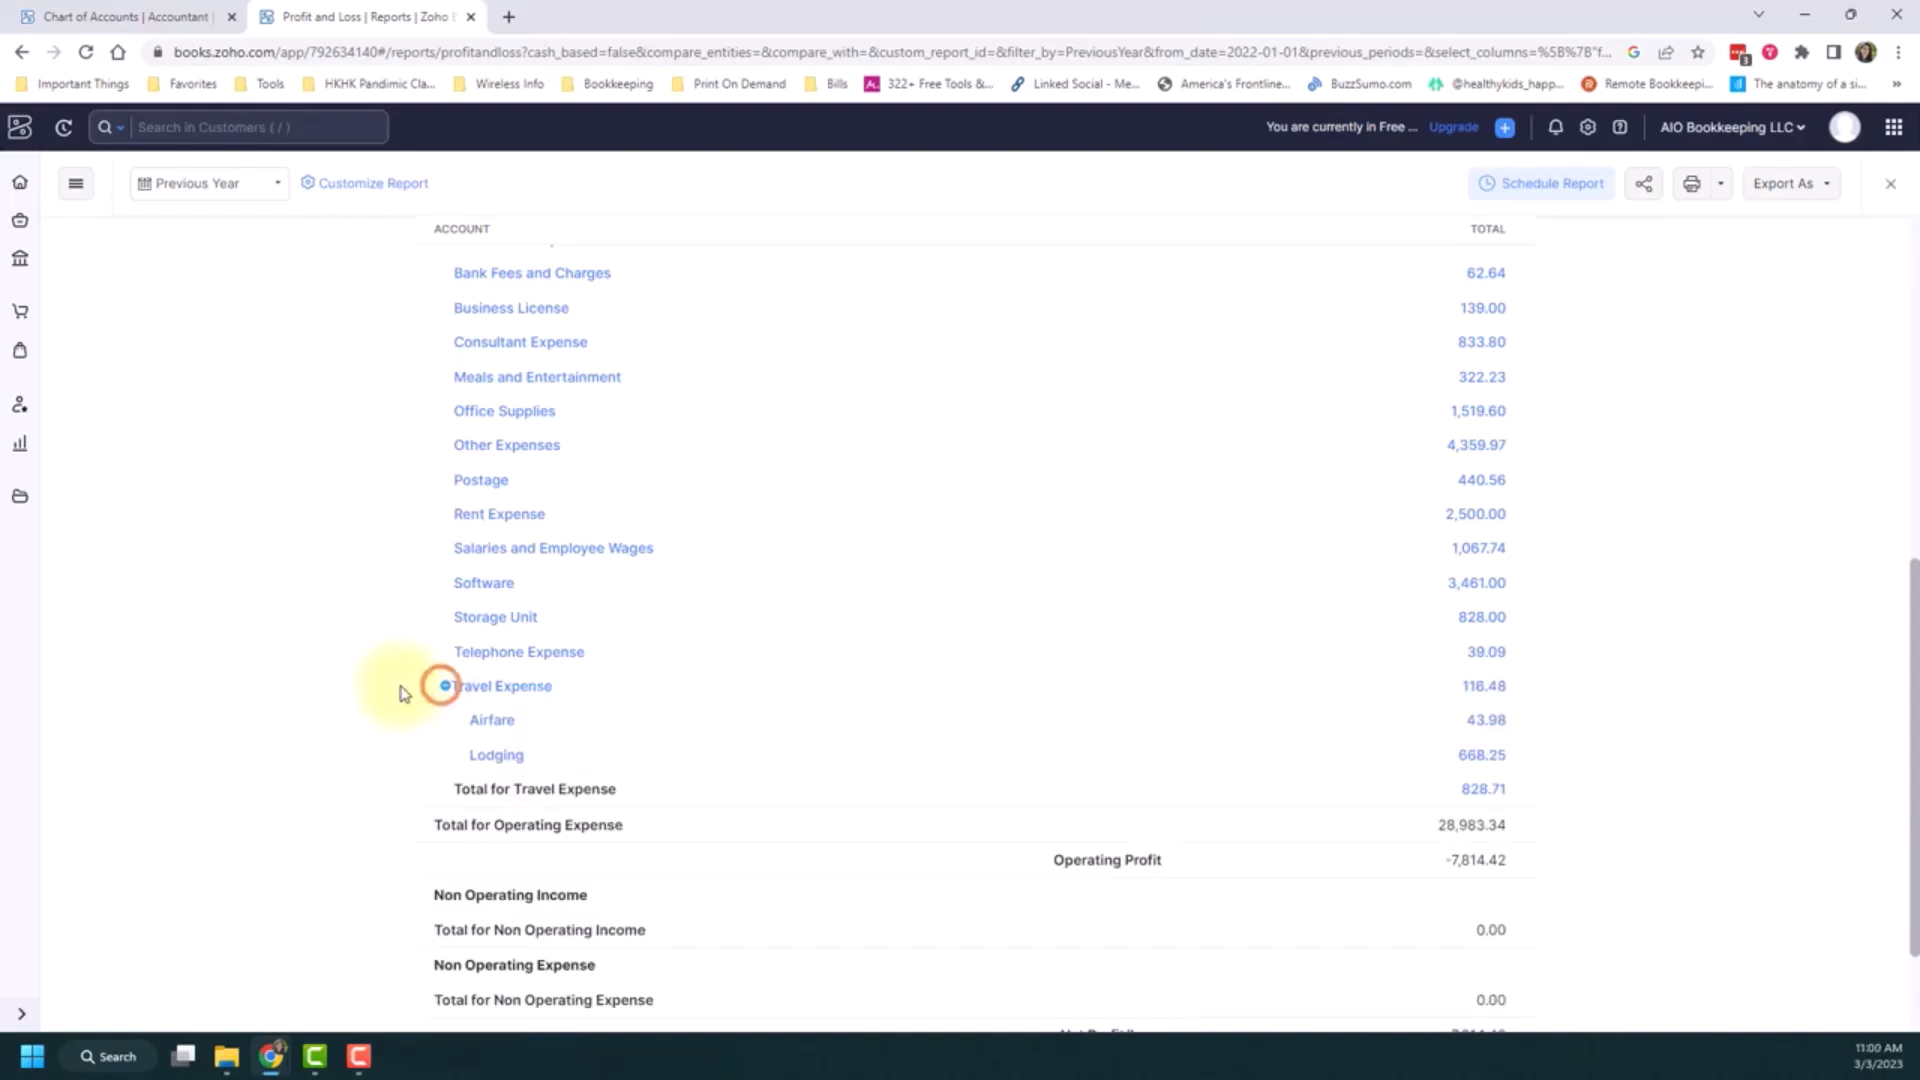 Chart of Accounts | Accountant |
Profit and Loss | Reports | Zoho
books.zoho.com/app/792634140#/reports/profitandloss?cash_based=false&compare_entities=&compare_with=&custom_report_id=&filter_by=PreviousYear&from_date=2022-01-01&previous_periods=&select_columns=%5B%7B"f...
3
Important Things
Favorites
Tools
HKHK Pandimic Cla...
Wireless Info
Bookkeeping
Print On Demand
Bills
322+ Free Tools &...
Linked Social - Me...
America's Frontline...
BuzzSumo.com
@healthykids_happ...
Remote Bookkeepi...
The anatomy of a si...
Search in Customers ( / )
You are currently in Free ...
Upgrade
AIO Bookkeeping LLC
Previous Year
Customize Report
Schedule Report
Export As
ACCOUNT TOTAL
Bank Fees and Charges 62.64
Business License 139.00
Consultant Expense 833.80
Meals and Entertainment 322.23
Office Supplies 1,519.60
Other Expenses 4,359.97
Postage 440.56
Rent Expense 2,500.00
Salaries and Employee Wages 1,067.74
Software 3,461.00
Storage Unit 828.00
Telephone Expense 39.09
Travel Expense 116.48
Airfare 43.98
Lodging 668.25
Total for Travel Expense 828.71
Total for Operating Expense 28,983.34
Operating Profit -7,814.42
Non Operating Income
Total for Non Operating Income 0.00
Non Operating Expense
Total for Non Operating Expense 0.00
Search
11:00 AM
3/3/2023